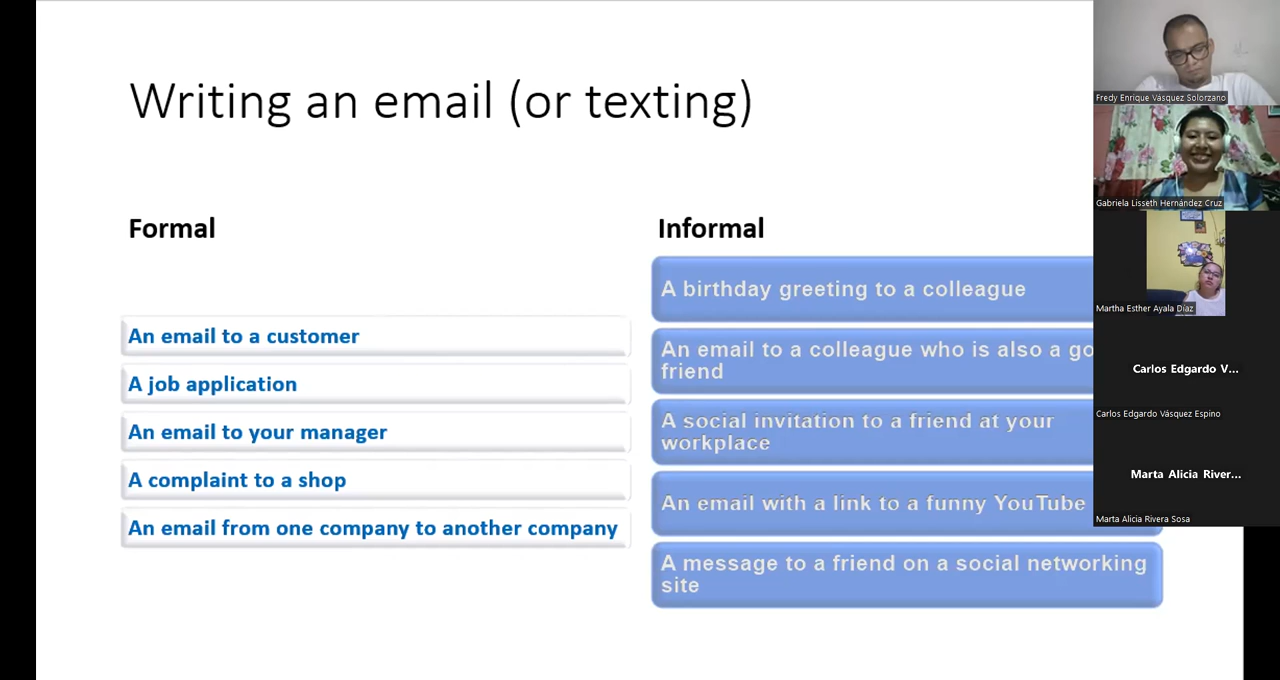 Writing an email (or texting)
Formal
An email to a customer
A job application
An email to your manager
A complaint to a shop
An email from one company to another company
Informal
A birthday greeting to a colleague
An email to a colleague who is also a go
friend
A social invitation to a friend at your
workplace
An email with a link to a funny YouTube
A message to a friend on a social networking
site
Fredy Enrique Vásquez Solorzano
Gabriela Lisseth Hernández Cruz
Martha Esther Ayala Díaz
Carlos Edgardo V...
Carlos Edgardo Vásquez Espino
Marta Alicia River...
Marta Alicia Rivera Sosa